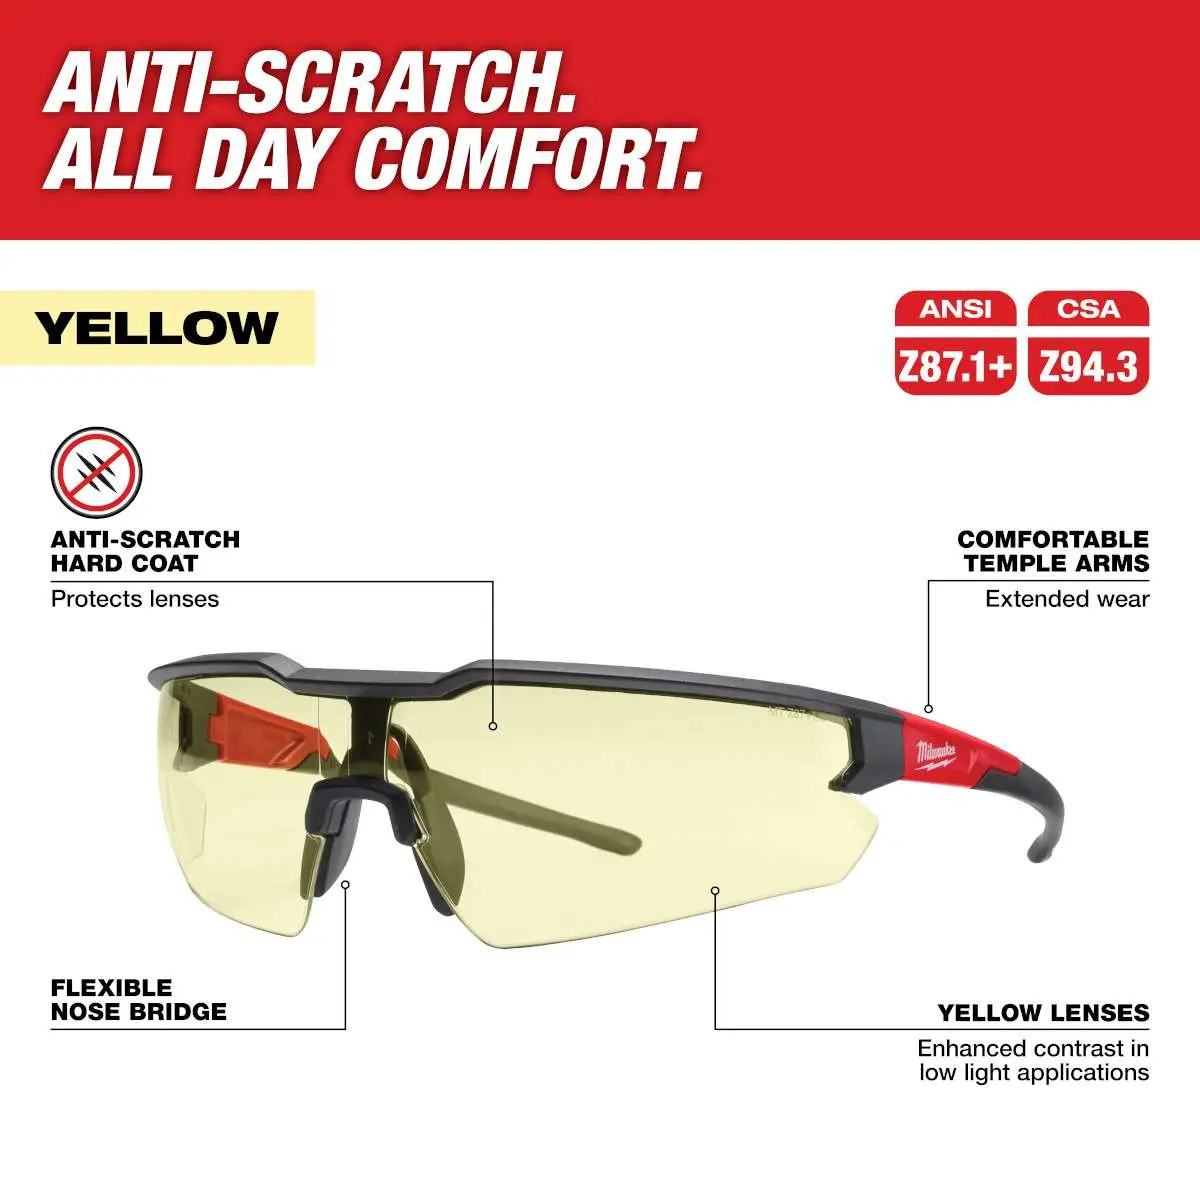 ANTI-SCRATCH.
ALL DAY COMFORT.
YELLOW
ANSI
Z87.1+
CSA
Z94.3
ANTI-SCRATCH
HARD COAT
Protects lenses
COMFORTABLE
TEMPLE ARMS
Extended wear
Milwaukee
FLEXIBLE
NOSE BRIDGE
YELLOW LENSES
Enhanced contrast in
low light applications